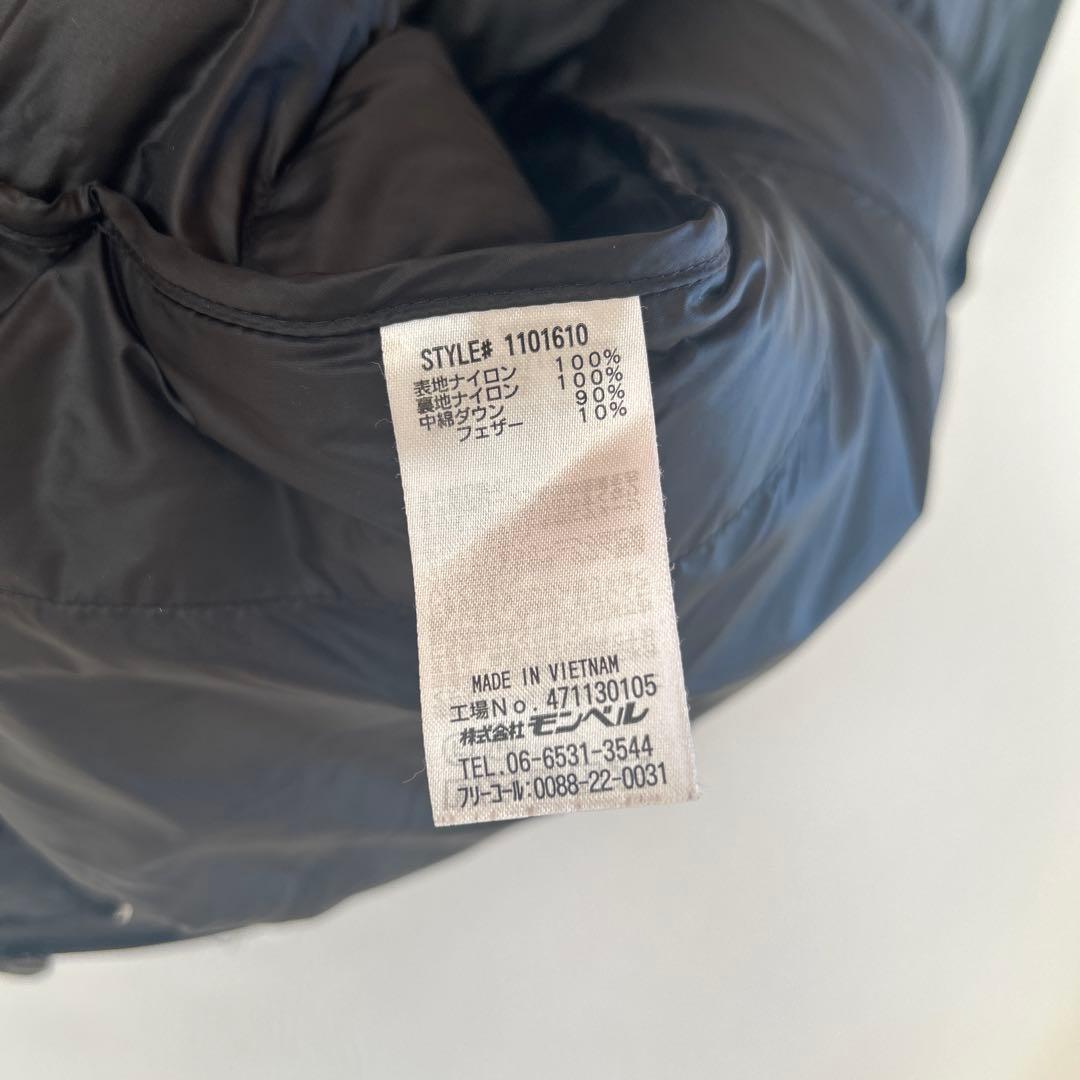 STYLE# 1101610
表地ナイロン 100%
裏地ナイロン 100%
中綿ダウン 90%
フェザー 10%
MADE IN VIETNAM
工場No. 471130105
株式会社 モンベル
TEL.06-6531-3544
フリーコール:0088-22-0031